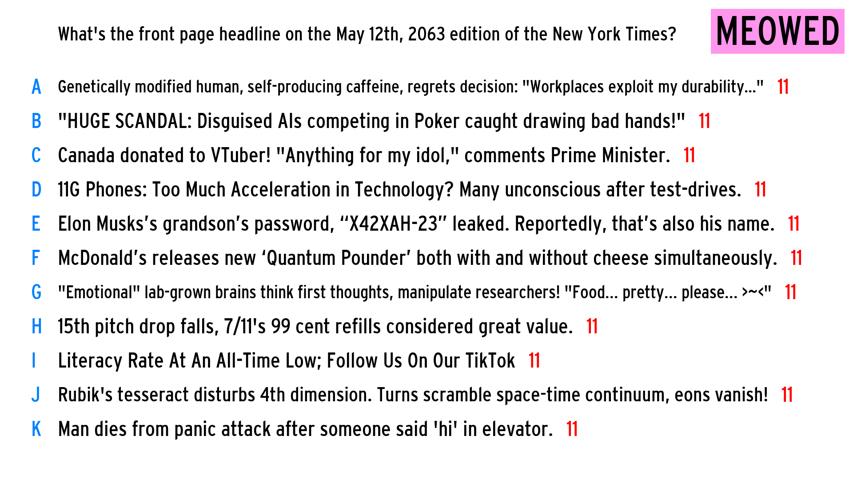 What's the front page headline on the May 12th, 2063 edition of the New York Times? MEOWED
A Genetically modified human, self-producing caffeine, regrets decision: "Workplaces exploit my durability..." 11
B "HUGE SCANDAL: Disguised AIs competing in Poker caught drawing bad hands!" 11
C Canada donated to VTuber! "Anything for my idol," comments Prime Minister. 11
D 11G Phones: Too Much Acceleration in Technology? Many unconscious after test-drives. 11
E Elon Musks’s grandson’s password, “X42XAH-23” leaked. Reportedly, that’s also his name. 11
F McDonald’s releases new ‘Quantum Pounder’ both with and without cheese simultaneously. 11
G "Emotional" lab-grown brains think first thoughts, manipulate researchers! "Food... pretty... please... >~<" 11
H 15th pitch drop falls, 7/11's 99 cent refills considered great value. 11
I Literacy Rate At An All-Time Low; Follow Us On Our TikTok 11
J Rubik's tesseract disturbs 4th dimension. Turns scramble space-time continuum, eons vanish! 11
K Man dies from panic attack after someone said 'hi' in elevator. 11